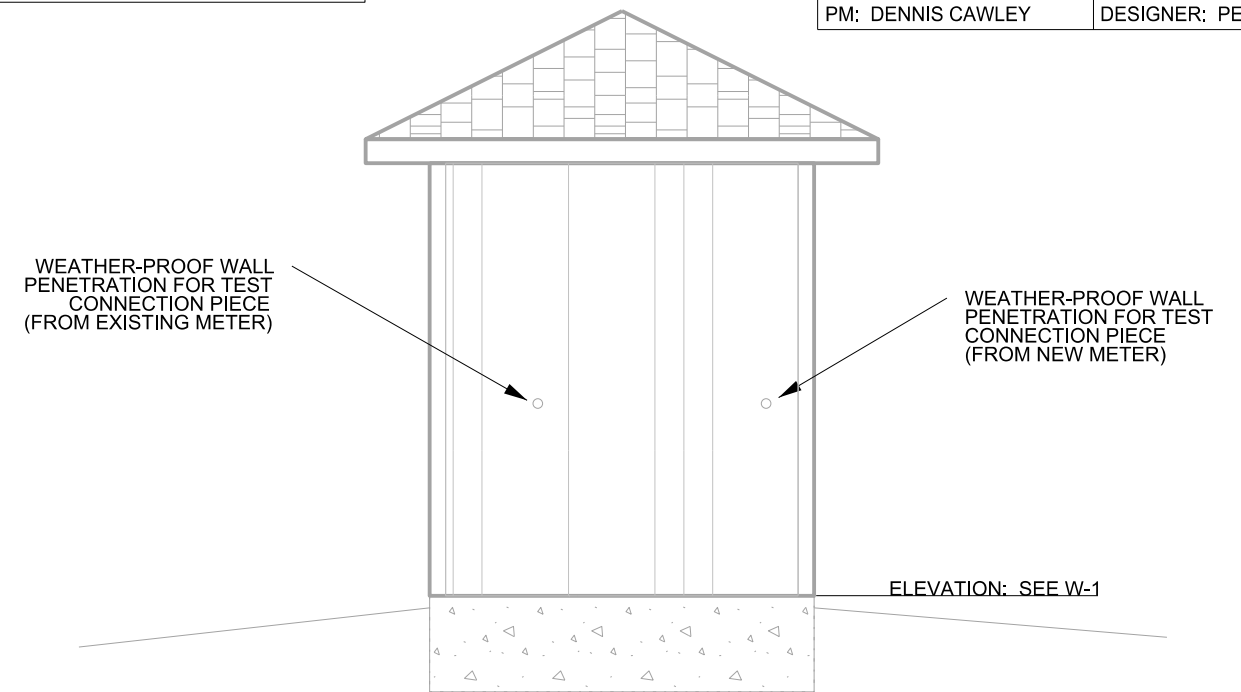 PM: DENNIS CAWLEY
DESIGNER:
WEATHER-PROOF WALL
PENETRATION FOR TEST
CONNECTION PIECE
(FROM EXISTING METER)
WEATHER-PROOF WALL
PENETRATION FOR TEST
CONNECTION PIECE
(FROM NEW METER)
ELEVATION: SEE W-1